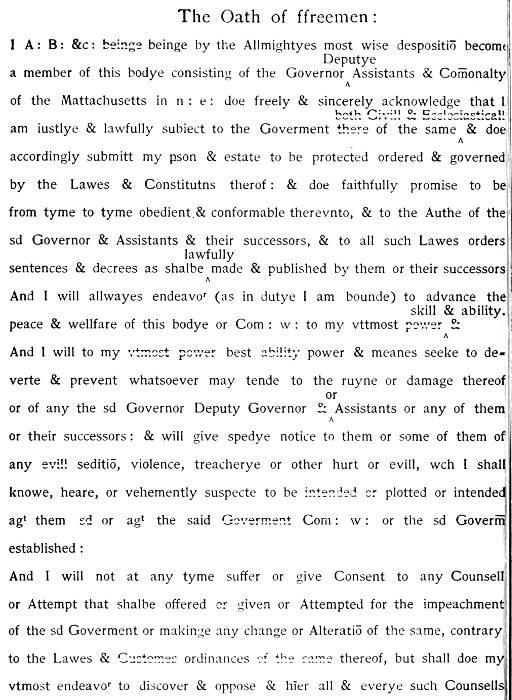 The Oath of ffreemen :
I A : B : &c : beinge beinge by the Allmightyes most wise despositiō become
Deputye
a member of this bodye consisting of the Governor ‸ Assistants & Com̄onalty
of the Mattachusetts in n : e : doe freely & sincerely acknowledge that I
both Civill & Ecclesiasticall
am iustlye & lawfully subiect to the Goverment there of the same ‸ & doe
accordingly submitt my pson & estate to be protected ordered & governed
by the Lawes & Constitutns therof : & doe faithfully promise to be
from tyme to tyme obedient & conformable therevnto, & to the Authe of the
sd Governor & Assistants & their successors, & to all such Lawes orders
lawfully
sentences & decrees as shalbe ‸ made & published by them or their successors
And I will allwayes endeavoʳ (as in dutye I am bounde) to advance the
skill & ability.
peace & wellfare of this bodye or Com : w : to my vttmost power & ‸
And I will to my vtmost power best ability power & meanes seeke to de-
verte & prevent whatsoever may tende to the ruyne or damage thereof
or
or of any the sd Governor Deputy Governor & ‸ Assistants or any of them
or their successors : & will give spedye notice to them or some of them of
any evill seditiō, violence, treacherye or other hurt or evill, wch I shall
knowe, heare, or vehemently suspecte to be intended or plotted or intended
agᵗ them sd or agᵗ the said Goverment Com : w : or the sd Goverm̄
established :
And I will not at any tyme suffer or give Consent to any Counsell
or Attempt that shalbe offered or given or Attempted for the impeachment
of the sd Goverment or makinge any change or Alteratiō of the same, contrary
to the Lawes & Customes ordinances of the same thereof, but shall doe my
vtmost endeavoʳ to discover & oppose & hīer all & everye such Counsells